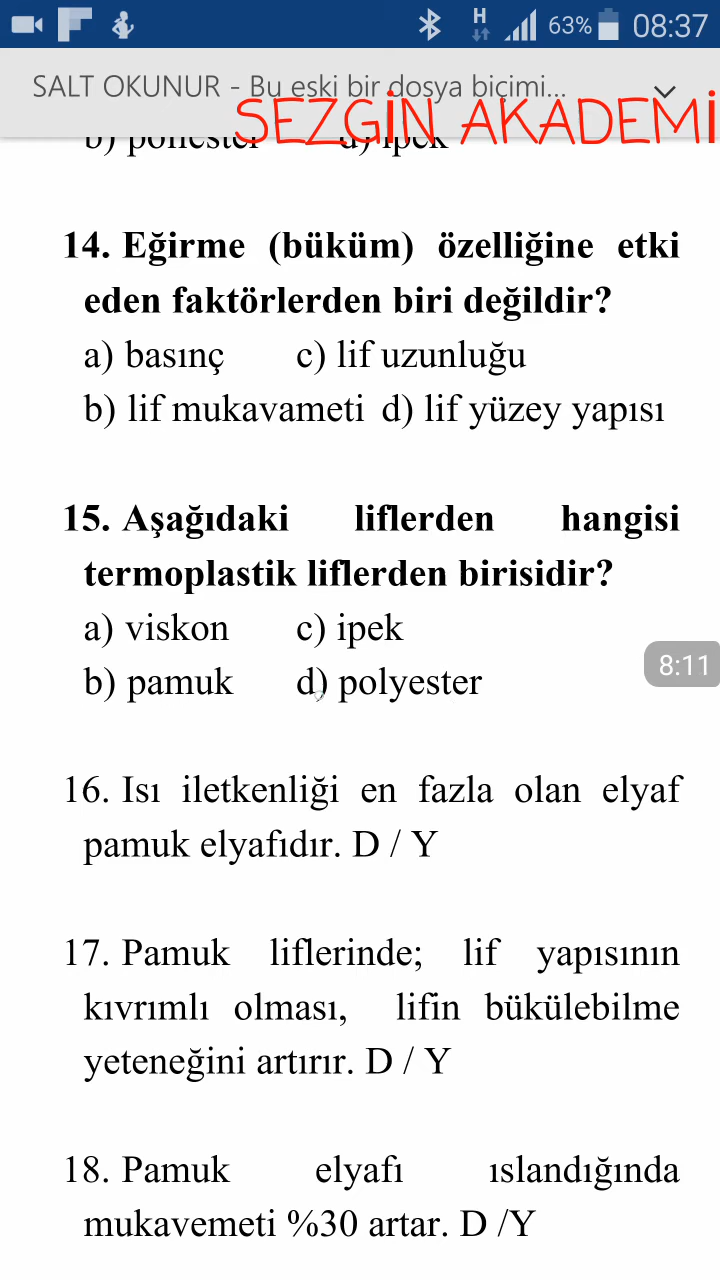 63% 08:37
SALT OKUNUR - Bu eski bir dosya biçimi...
SEZGİN AKADEMİ
b) poliester d) ipek
14. Eğirme (büküm) özelliğine etki
eden faktörlerden biri değildir?
a) basınç c) lif uzunluğu
b) lif mukavameti d) lif yüzey yapısı
15. Aşağıdaki liflerden hangisi
termoplastik liflerden birisidir?
a) viskon c) ipek
b) pamuk d) polyester
8:11
16. Isı iletkenliği en fazla olan elyaf
pamuk elyafıdır. D / Y
17. Pamuk liflerinde; lif yapısının
kıvrımlı olması, lifin bükülebilme
yeteneğini artırır. D / Y
18. Pamuk elyafı ıslandığında
mukavemeti %30 artar. D /Y